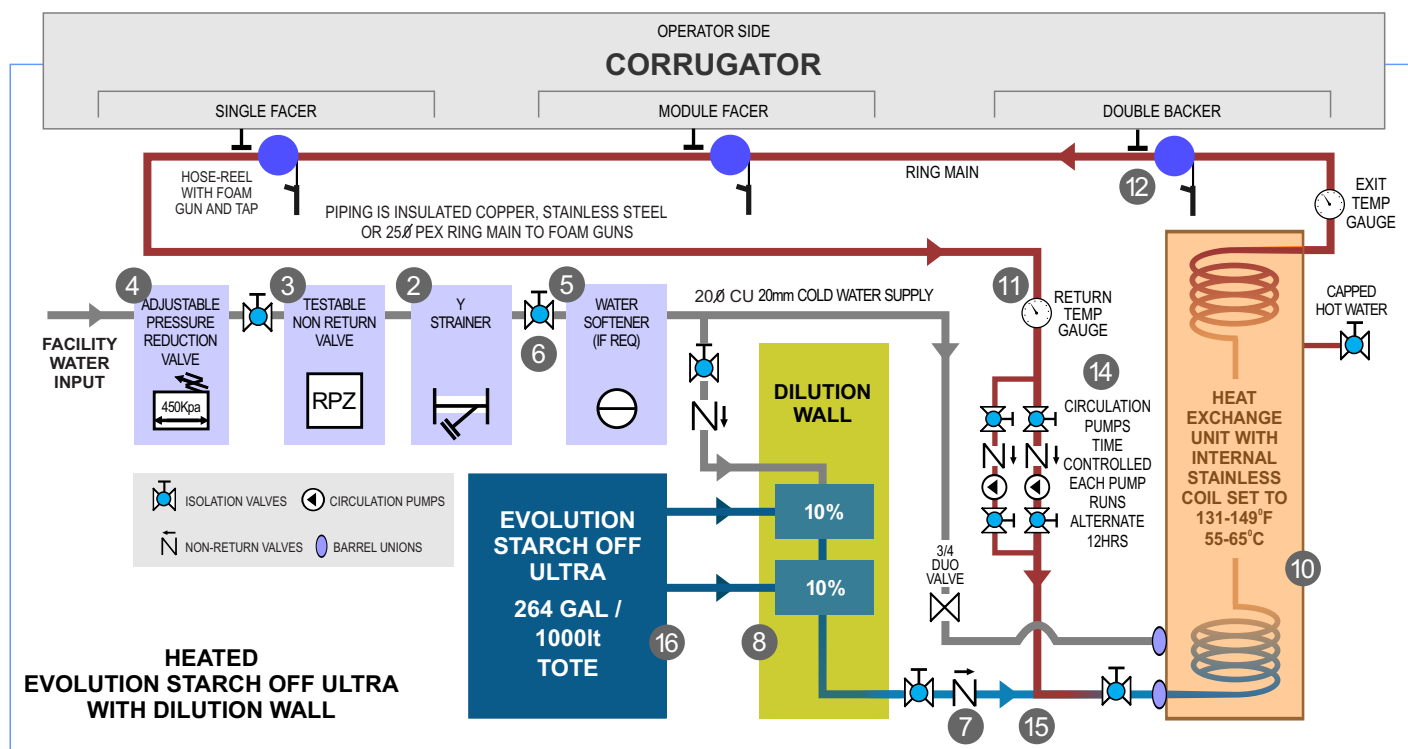 OPERATOR SIDE
CORRUGATOR
SINGLE FACER
MODULE FACER
DOUBLE BACKER
HOSE-REEL
WITH FOAM
GUN AND TAP
RING MAIN
12
EXIT
TEMP
GAUGE
PIPING IS INSULATED COPPER, STAINLESS STEEL
OR 25Ø PEX RING MAIN TO FOAM GUNS
4
ADJUSTABLE
PRESSURE
REDUCTION
VALVE
450Kpa
3
TESTABLE
NON RETURN
VALVE
RPZ
2
Y
STRAINER
5
6
WATER
SOFTENER
(IF REQ)
20Ø CU 20mm COLD WATER SUPPLY
11
RETURN
TEMP
GAUGE
CAPPED
HOT WATER
FACILITY
WATER
INPUT
DILUTION
WALL
14
CIRCULATION
PUMPS
TIME
CONTROLLED
EACH PUMP
RUNS
ALTERNATE
12HRS
HEAT
EXCHANGE
UNIT WITH
INTERNAL
STAINLESS
COIL SET TO
131-149°F
55-65°C
10
ISOLATION VALVES
CIRCULATION PUMPS
NON-RETURN VALVES
BARREL UNIONS
EVOLUTION
STARCH OFF
ULTRA
264 GAL /
1000lt
TOTE
16
10%
10%
8
3/4
DUO
VALVE
7
15
HEATED
EVOLUTION STARCH OFF ULTRA
WITH DILUTION WALL